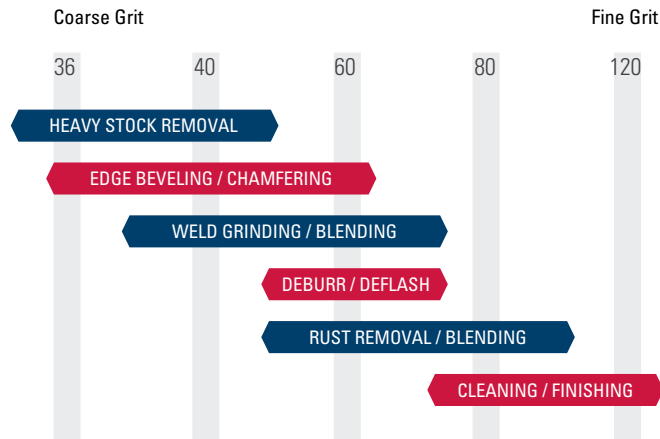 Coarse Grit Fine Grit
36 40 60 80 120
HEAVY STOCK REMOVAL
EDGE BEVELING / CHAMFERING
WELD GRINDING / BLENDING
DEBURR / DEFLASH
RUST REMOVAL / BLENDING
CLEANING / FINISHING